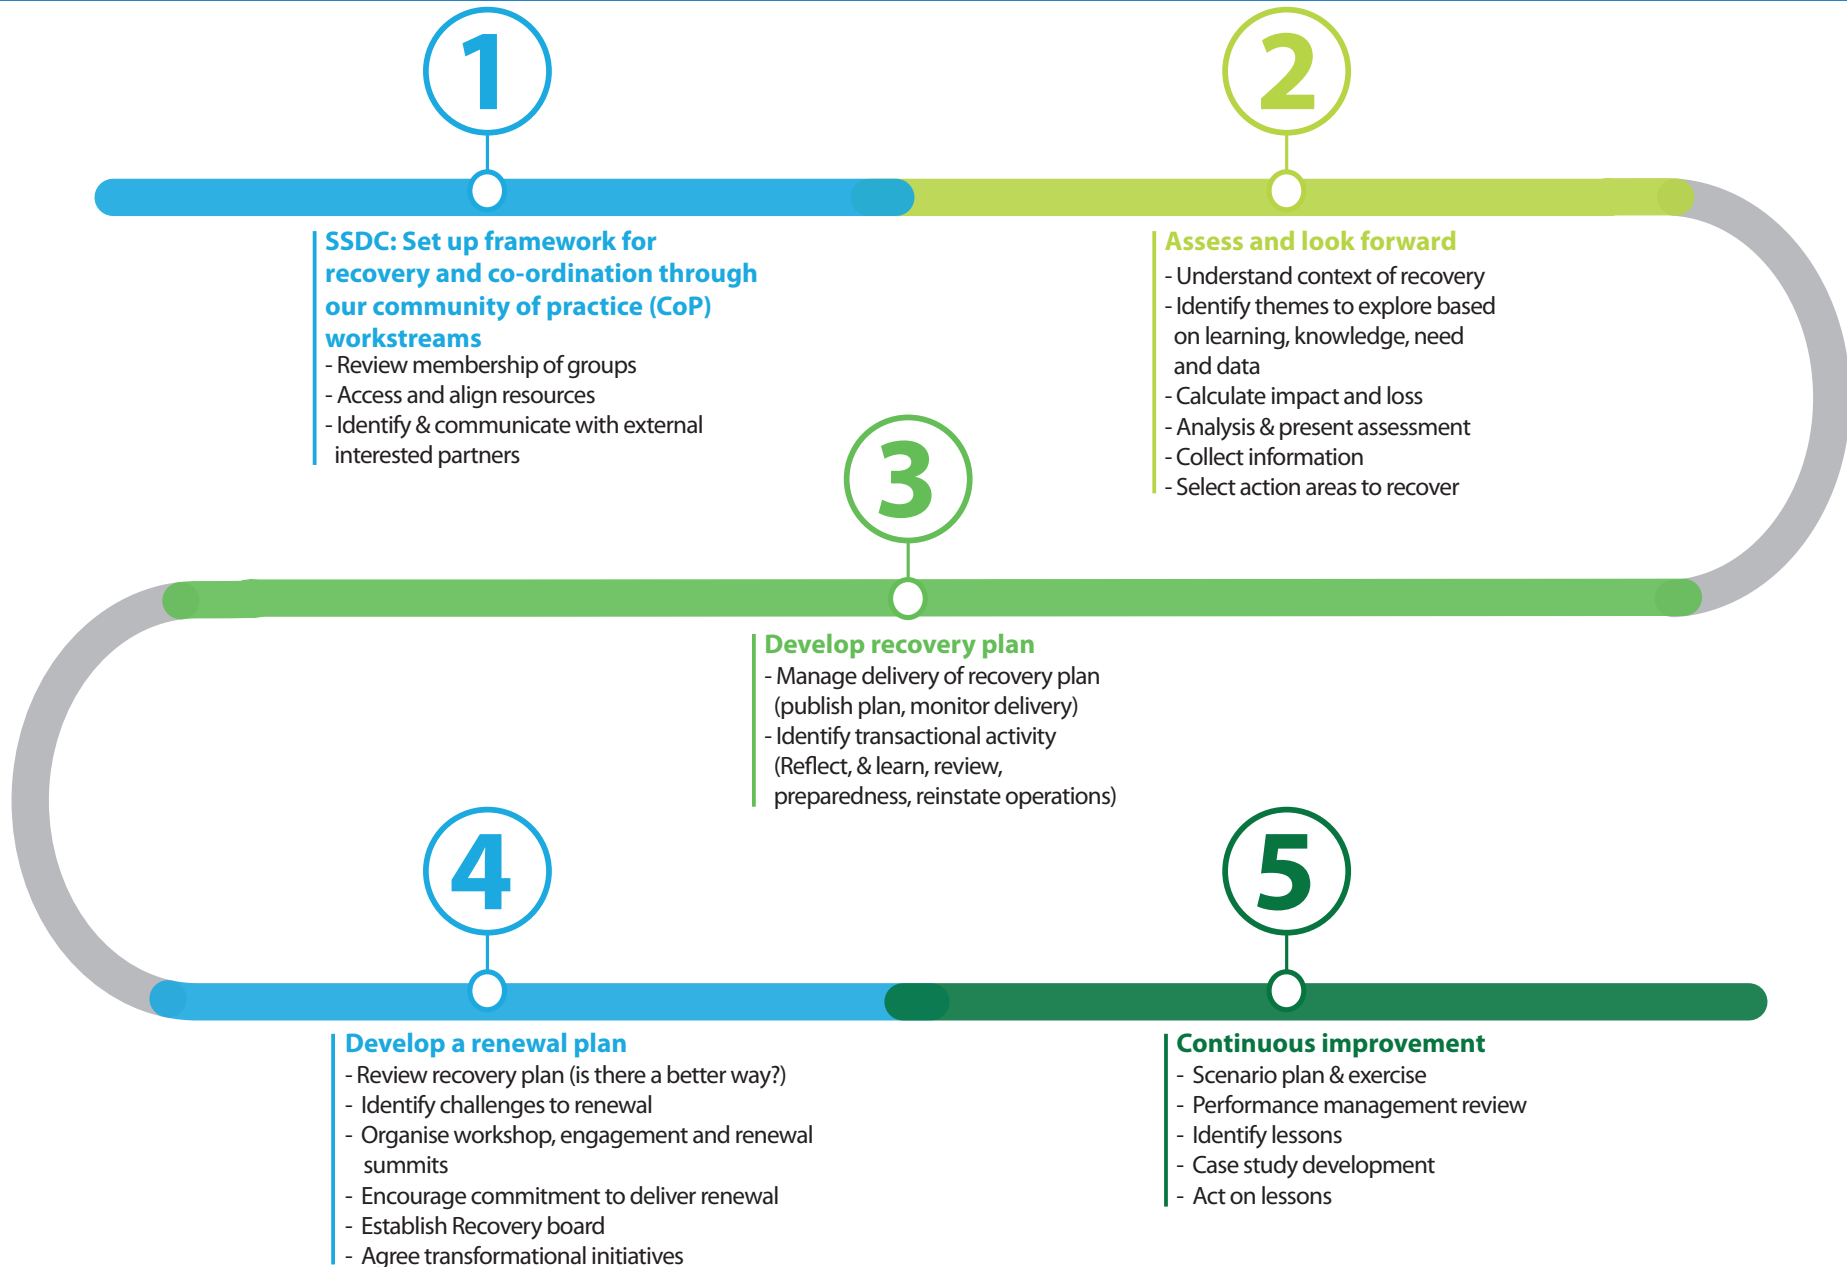 1
SSDC: Set up framework for
recovery and co-ordination through
our community of practice (CoP)
workstreams
- Review membership of groups
- Access and align resources
- Identify & communicate with external
interested partners
2
Assess and look forward
- Understand context of recovery
- Identify themes to explore based
on learning, knowledge, need
and data
- Calculate impact and loss
- Analysis & present assessment
- Collect information
- Select action areas to recover
3
Develop recovery plan
- Manage delivery of recovery plan
(publish plan, monitor delivery)
- Identify transactional activity
(Reflect, & learn, review,
preparedness, reinstate operations)
4
Develop a renewal plan
- Review recovery plan (is there a better way?)
- Identify challenges to renewal
- Organise workshop, engagement and renewal
summits
- Encourage commitment to deliver renewal
- Establish Recovery board
- Agree transformational initiatives
5
Continuous improvement
- Scenario plan & exercise
- Performance management review
- Identify lessons
- Case study development
- Act on lessons